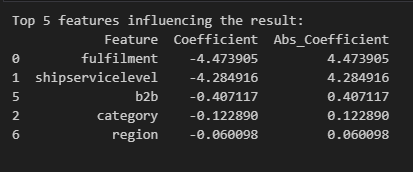 Top 5 features influencing the result:
Feature Coefficient Abs_Coefficient
0 fulfilment -4.473905 4.473905
1 shipservicelevel -4.284916 4.284916
5 b2b -0.407117 0.407117
2 category -0.122890 0.122890
6 region -0.060098 0.060098